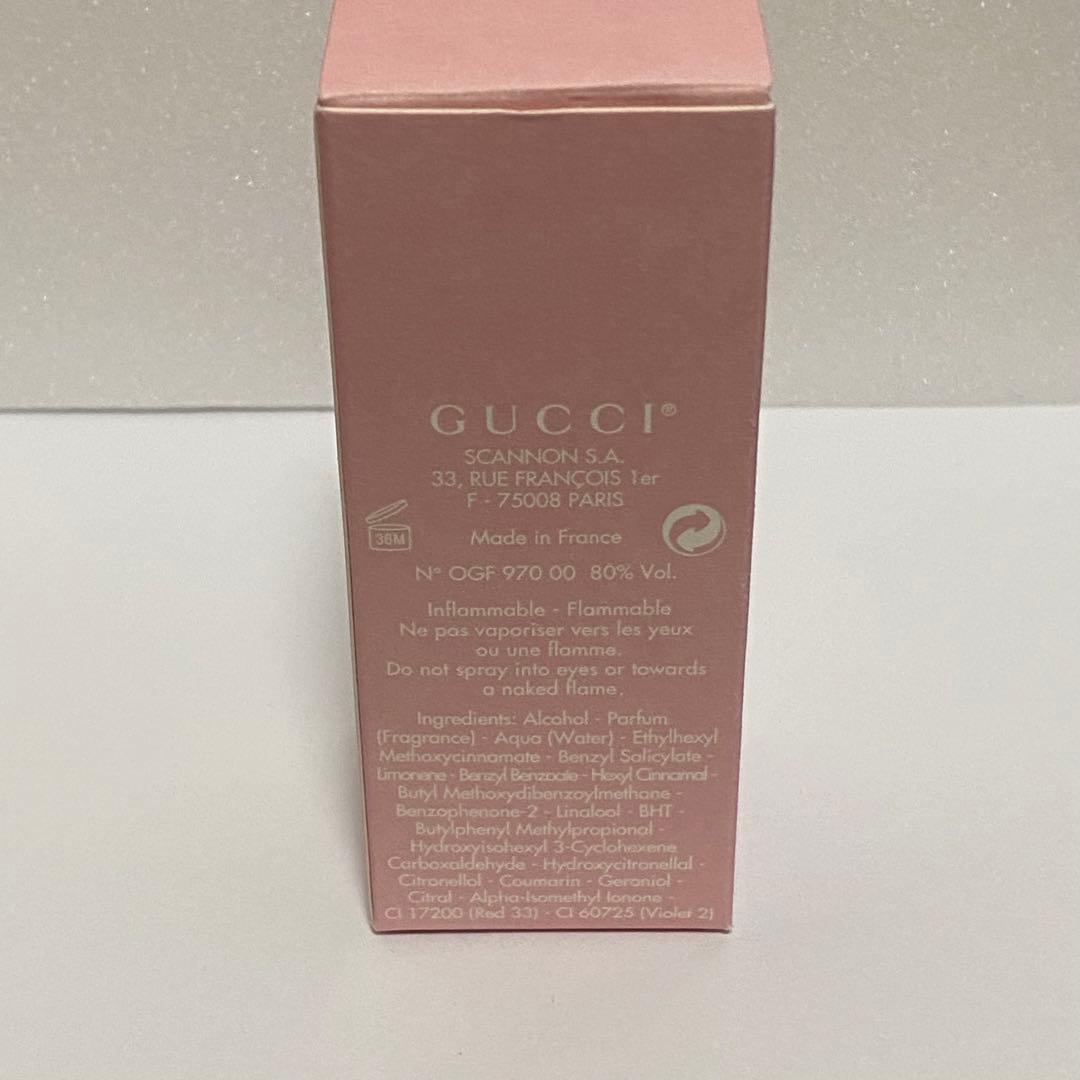 GUCCI®
SCANNON S.A.
33, RUE FRANÇOIS 1er
F - 75008 PARIS
36M
Made in France
N° OGF 970 00 80% Vol.
Inflammable - Flammable
Ne pas vaporiser vers les yeux
ou une flamme.
Do not spray into eyes or towards
a naked flame.
Ingredients: Alcohol - Parfum
(Fragrance) - Aqua (Water) - Ethylhexyl
Methoxycinnamate - Benzyl Salicylate -
Limonene - Benzyl Benzoate - Hexyl Cinnamal -
Butyl Methoxydibenzoylmethane -
Benzophenone-2 - Linalool - BHT -
Butylphenyl Methylpropional -
Hydroxyisohexyl 3-Cyclohexene
Carboxaldehyde - Hydroxycitronellal -
Citronellol - Coumarin - Geraniol -
Citral - Alpha-Isomethyl Ionone -
CI 17200 (Red 33) - CI 60725 (Violet 2)